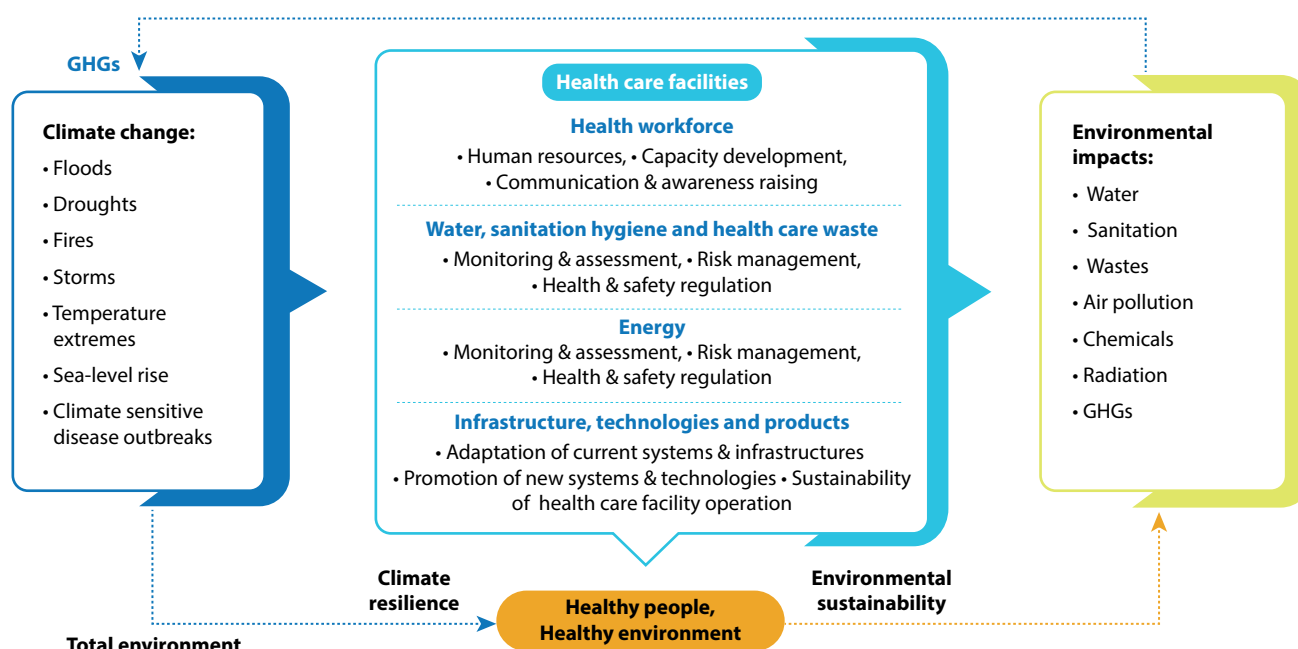 GHGs
Climate change:
• Floods
• Droughts
• Fires
• Storms
• Temperature
extremes
• Sea-level rise
• Climate sensitive
disease outbreaks
Health care facilities
Health workforce
• Human resources, • Capacity development,
• Communication & awareness raising
Water, sanitation hygiene and health care waste
• Monitoring & assessment, • Risk management,
• Health & safety regulation
Energy
• Monitoring & assessment, • Risk management,
• Health & safety regulation
Infrastructure, technologies and products
• Adaptation of current systems & infrastructures
• Promotion of new systems & technologies • Sustainability
of health care facility operation
Environmental
impacts:
• Water
• Sanitation
• Wastes
• Air pollution
• Chemicals
• Radiation
• GHGs
Climate
resilience
Healthy people,
Healthy environment
Environmental
sustainability
Total environment